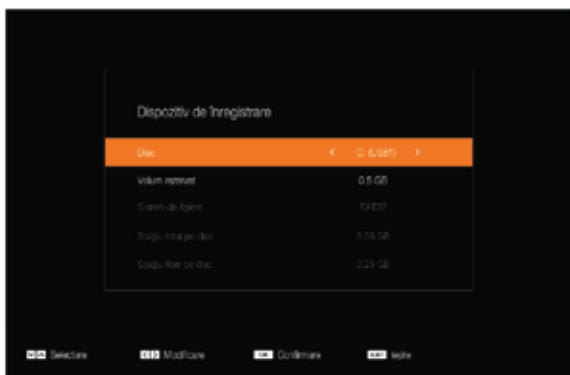 Dispozitiv de înregistrare
Disc C: (USB1)
Volum rezervat 0.5 GB
Sistem de fișiere FAT32
Spațiu total pe disc
Spațiu liber pe disc
Selectare Modificare Confirmare Ieșire